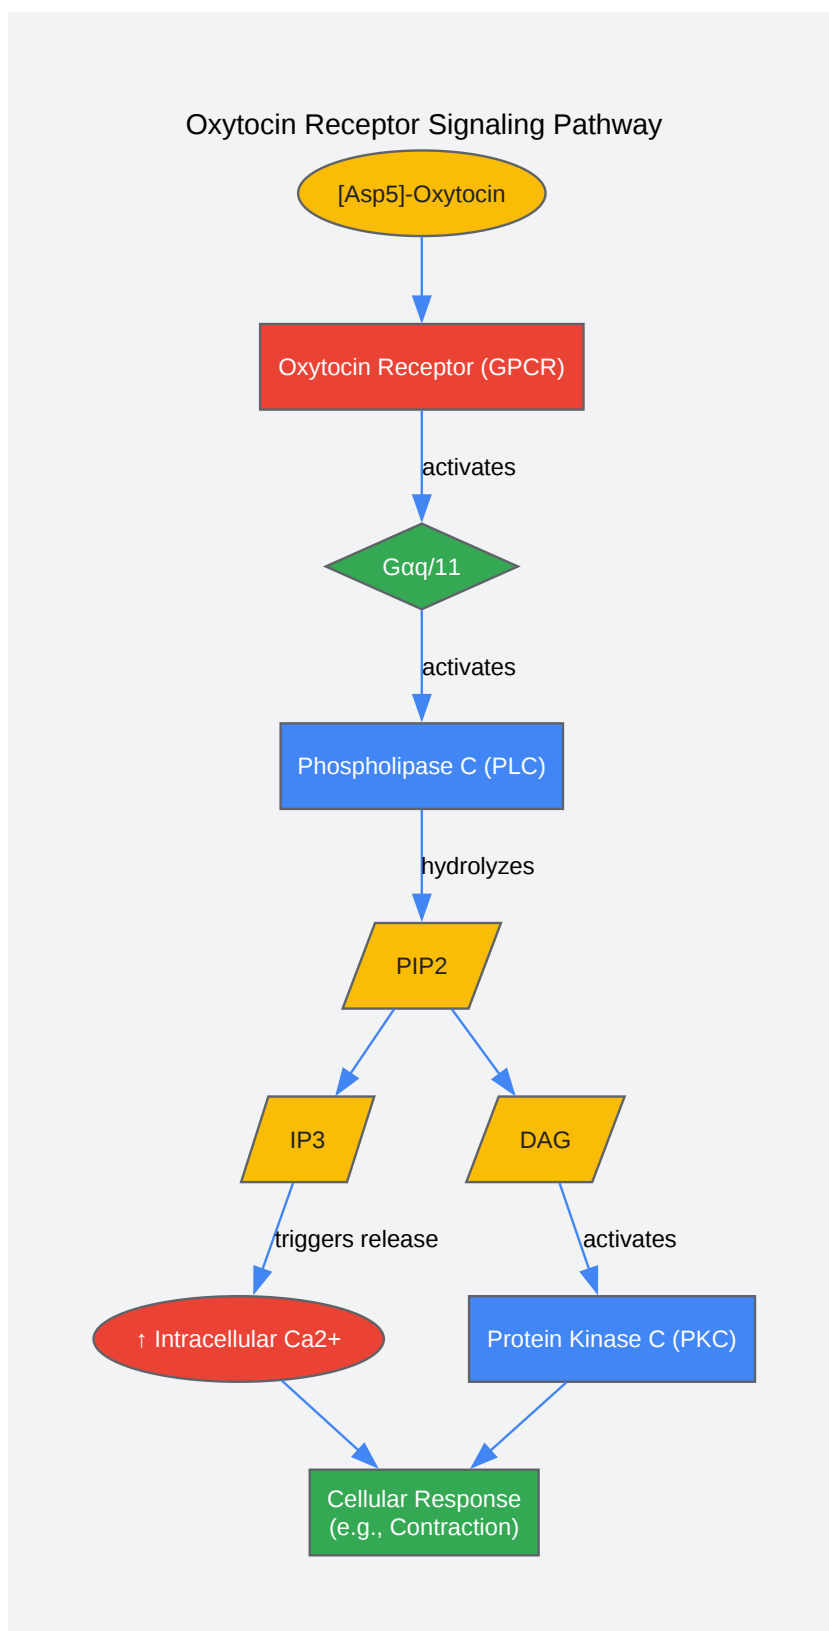 Oxytocin Receptor Signaling Pathway
[Asp5]-Oxytocin
Oxytocin Receptor (GPCR)
activates
Gαq/11
activates
Phospholipase C (PLC)
hydrolyzes
PIP2
IP3
DAG
triggers release
activates
↑ Intracellular Ca2+
Protein Kinase C (PKC)
Cellular Response
(e.g., Contraction)